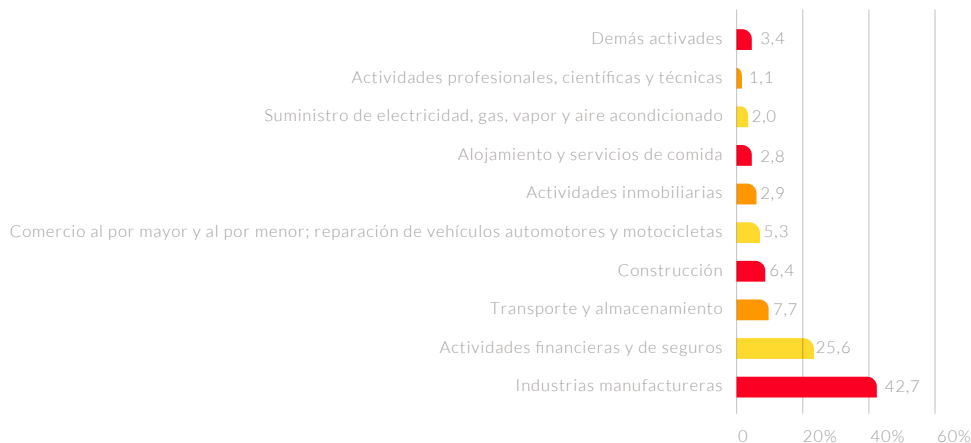 Demás activades 3,4
Actividades profesionales, científicas y técnicas 1,1
Suministro de electricidad, gas, vapor y aire acondicionado 2,0
Alojamiento y servicios de comida 2,8
Actividades inmobiliarias 2,9
Comercio al por mayor y al por menor; reparación de vehículos automotores y motocicletas 5,3
Construcción 6,4
Transporte y almacenamiento 7,7
Actividades financieras y de seguros 25,6
Industrias manufactureras 42,7
0 20% 40% 60%